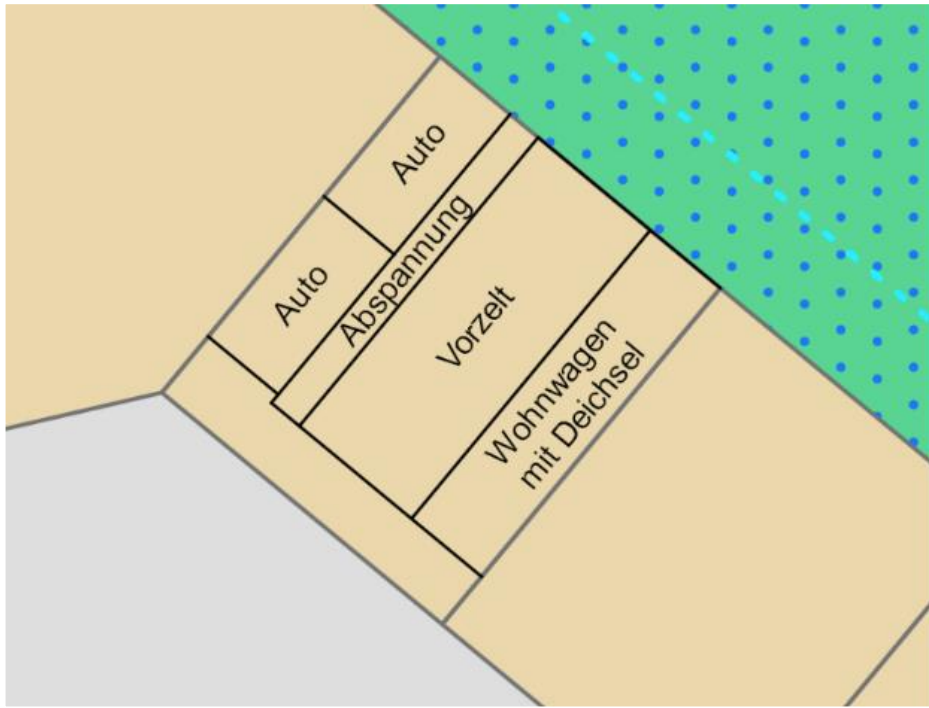 Auto
Auto
Abspannung
Vorzelt
Wohnwagen
mit Deichsel